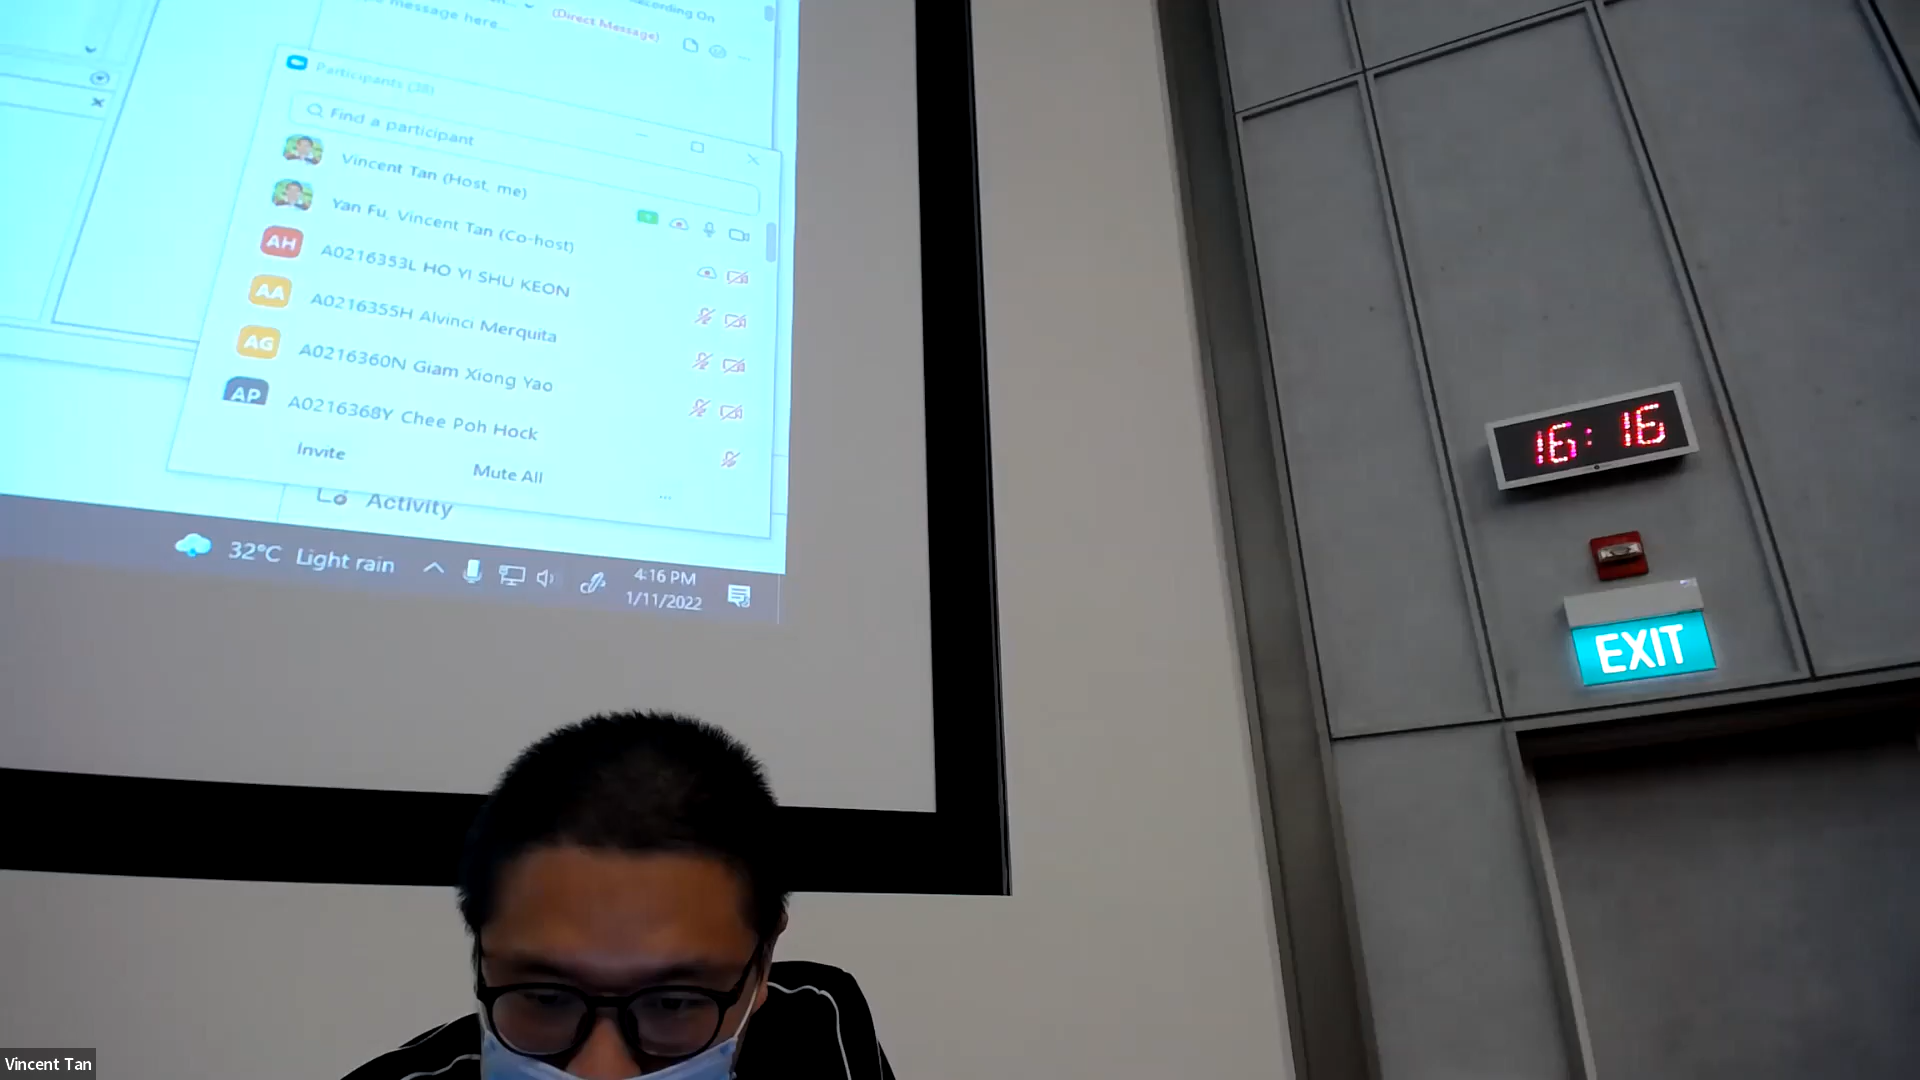 Recording On
(Direct Message)
message here...
Participants (38)
Find a participant
Vincent Tan (Host, me)
Yan Fu, Vincent Tan (Co-host)
AH A0216353L HO YI SHU KEON
AA A0216355H Alvinci Merquita
AG A0216360N Giam Xiong Yao
AP A0216368Y Chee Poh Hock
Invite
Mute All
...
Activity
32°C Light rain
4:16 PM
1/11/2022
16:16
EXIT
Vincent Tan